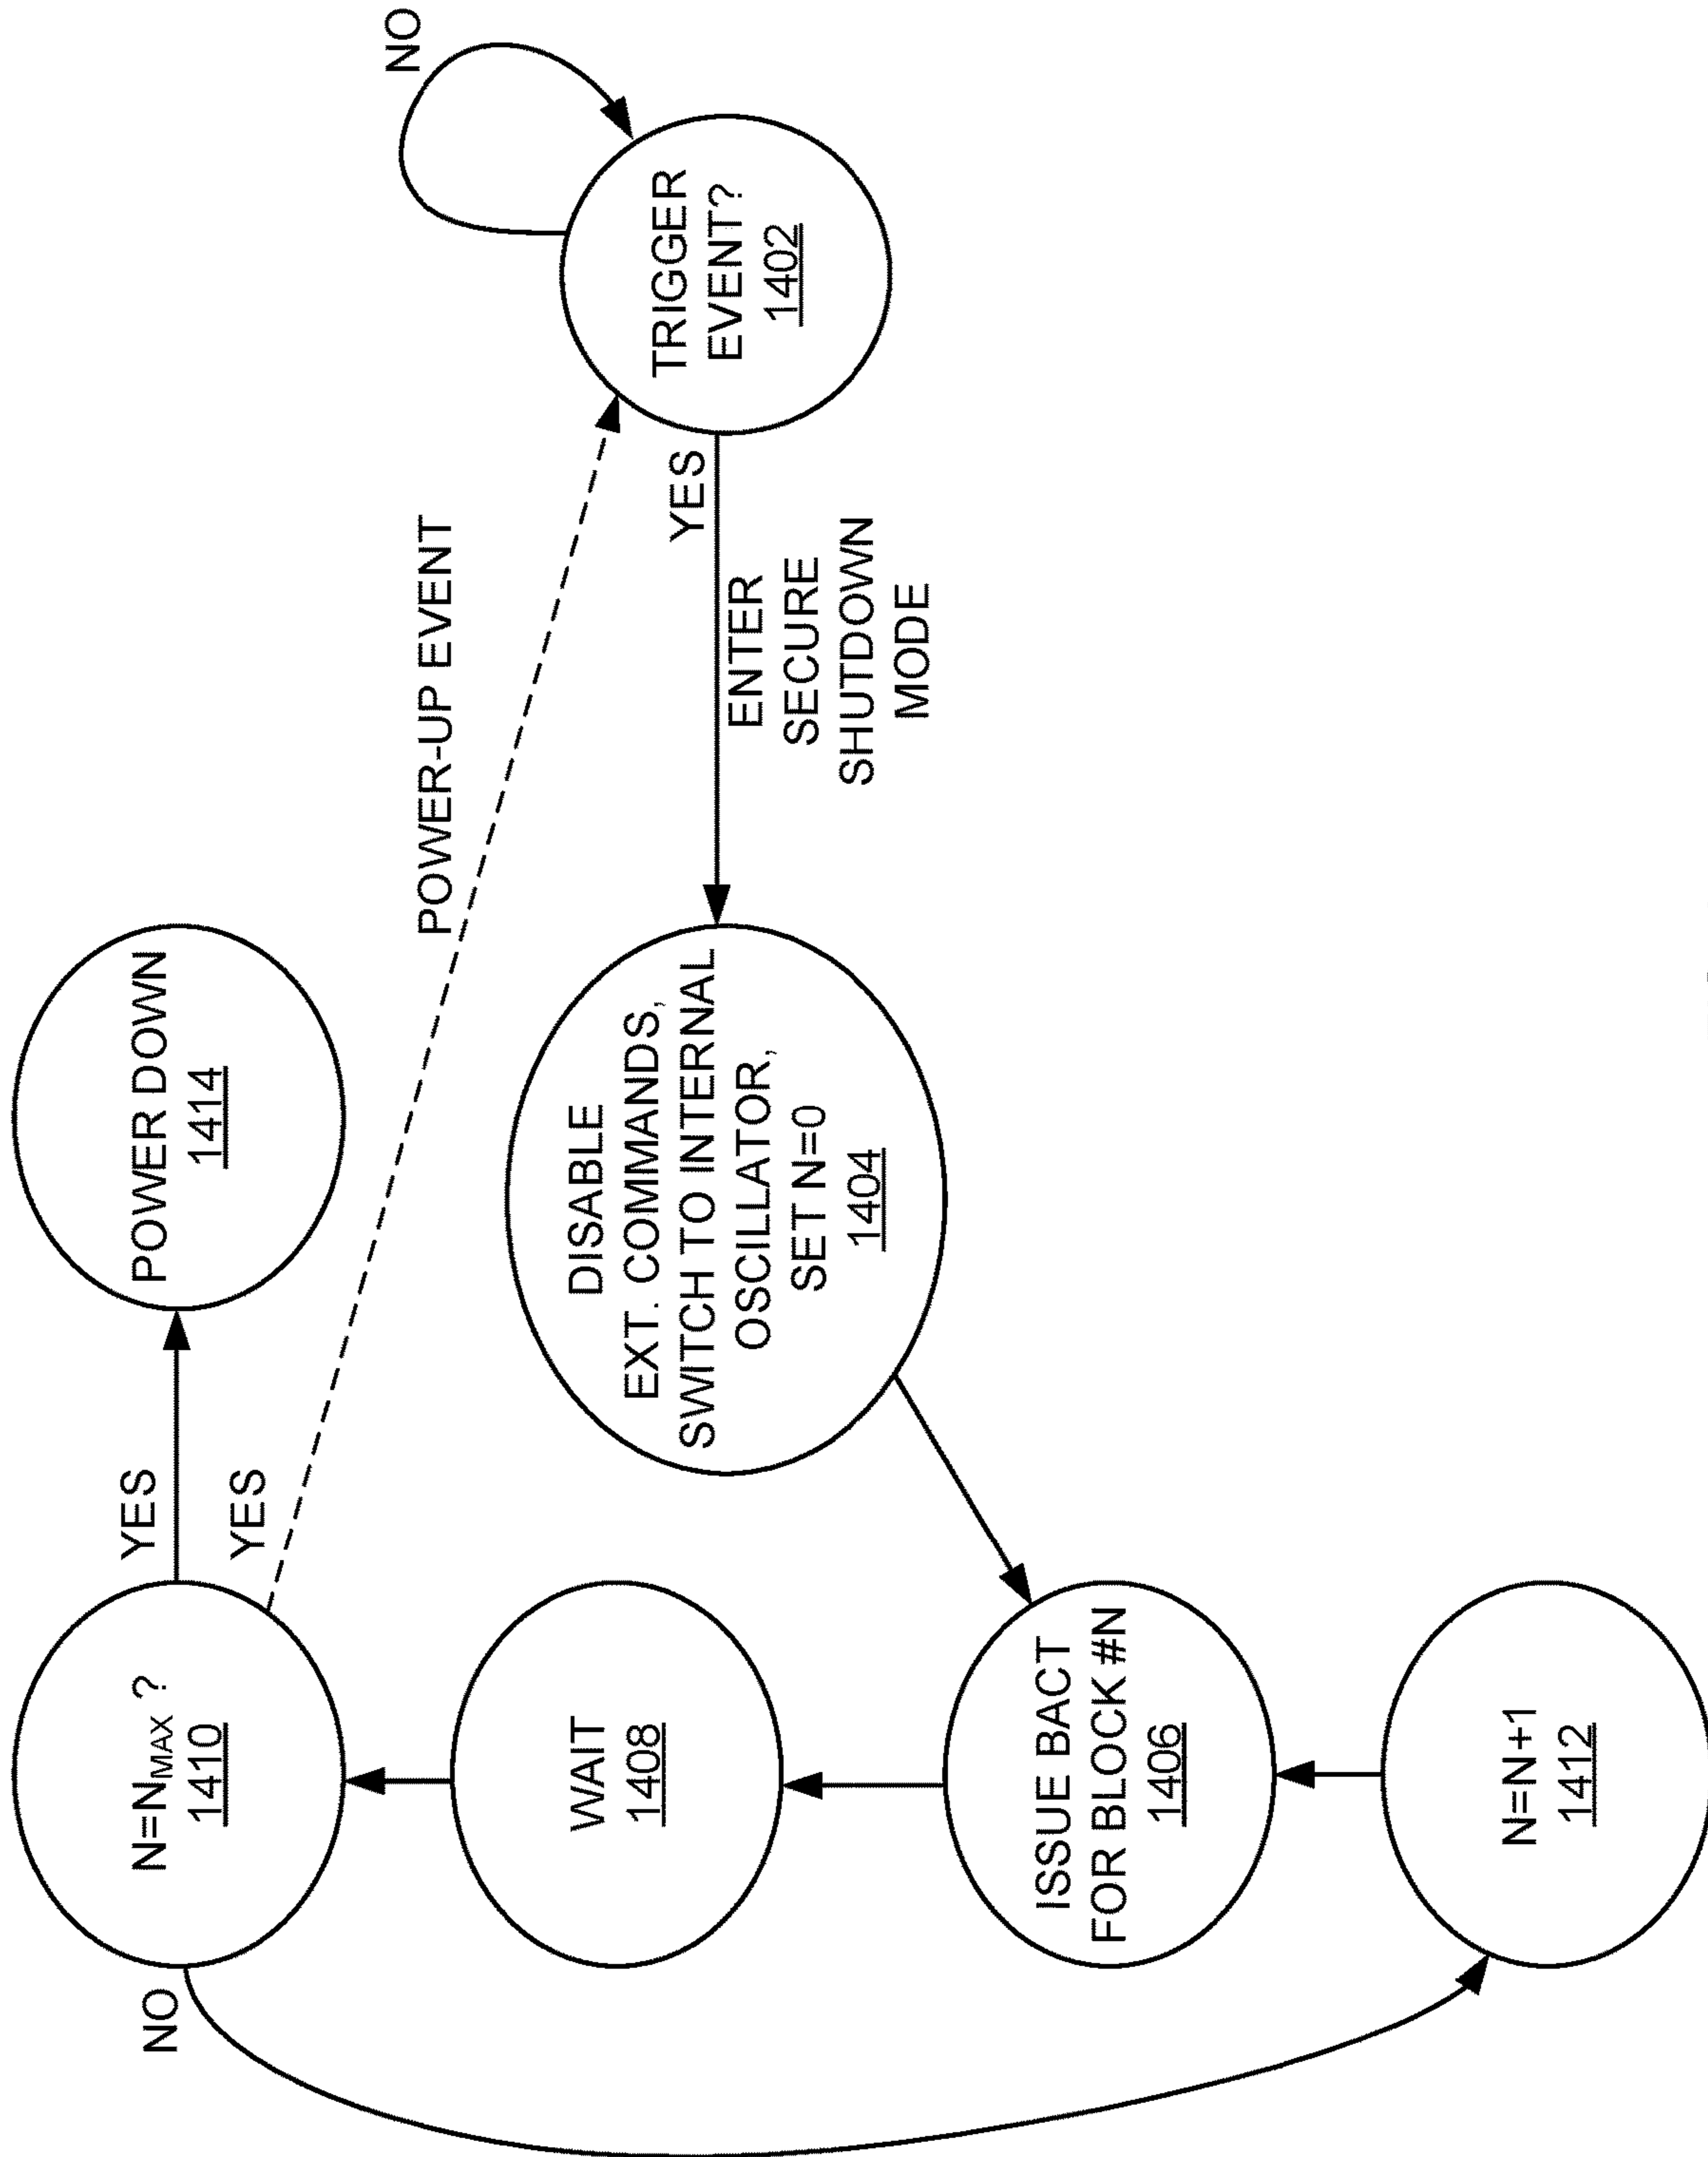 NO
TRIGGER
EVENT?
1402
YES
ENTER
SECURE
SHUTDOWN
MODE
POWER-UP EVENT
DISABLE
EXT. COMMANDS,
SWITCH TO INTERNAL
OSCILLATOR,
SET N=0
1404
POWER DOWN
1414
YES
YES
N=NMAX ?
1410
NO
WAIT
1408
ISSUE BACT
FOR BLOCK #N
1406
N=N+1
1412